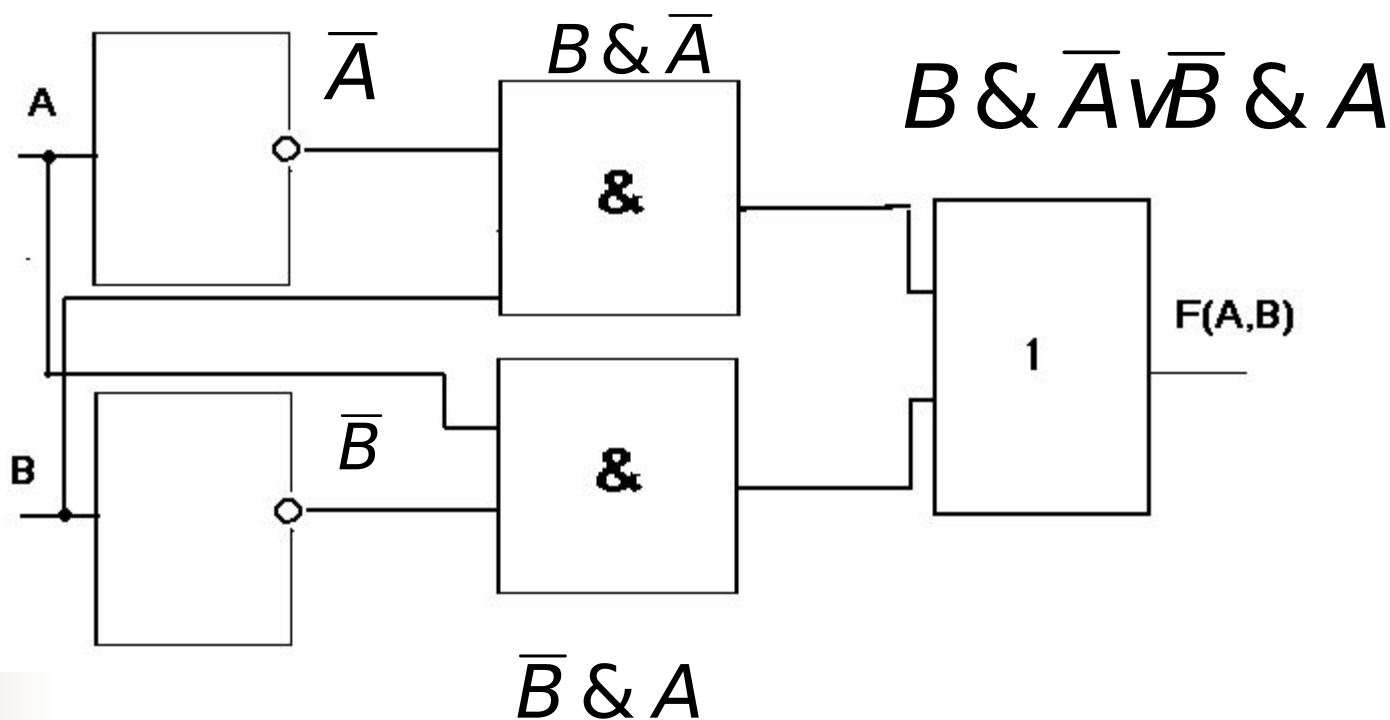 A̅
B & A̅
B & A̅ v B̅ & A
A
&
F(A,B)
1
B̅
B
&
B̅ & A